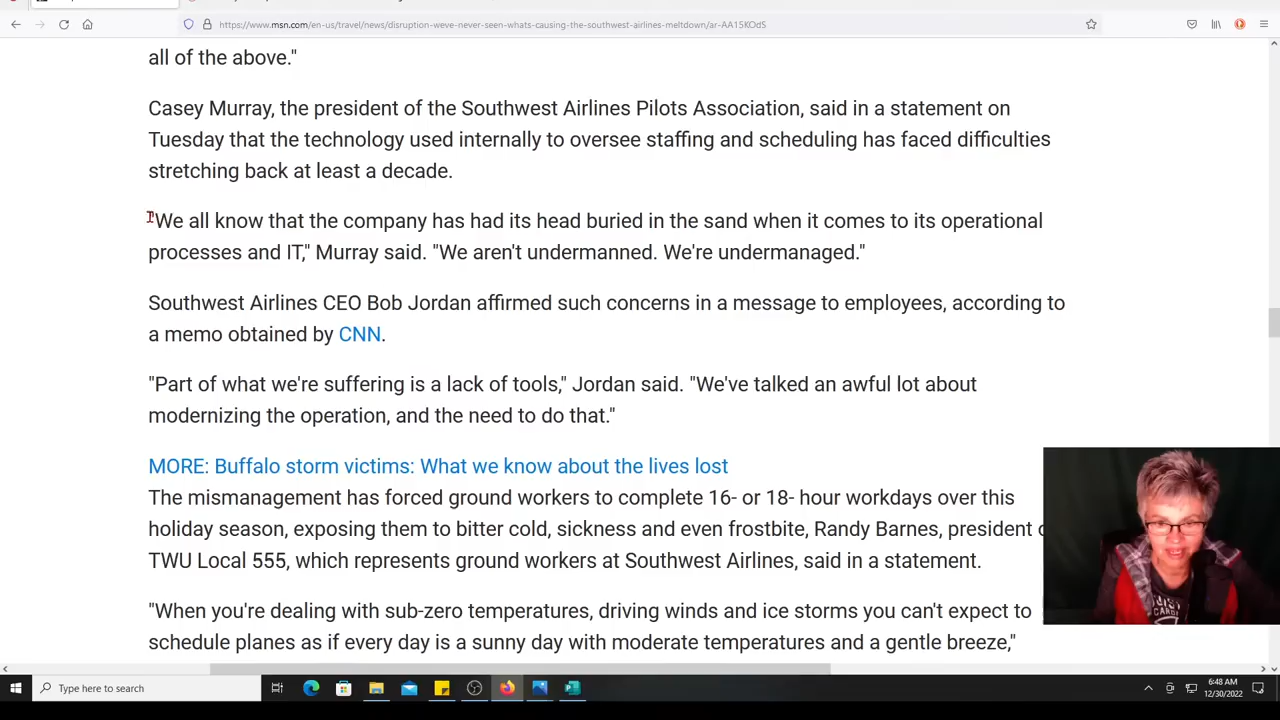 https://www.msn.com/en-us/travel/news/disruption-weve-never-seen-whats-causing-the-southwest-airlines-meltdown/ar-AA15KOdS
all of the above."
Casey Murray, the president of the Southwest Airlines Pilots Association, said in a statement on
Tuesday that the technology used internally to oversee staffing and scheduling has faced difficulties
stretching back at least a decade.
"We all know that the company has had its head buried in the sand when it comes to its operational
processes and IT," Murray said. "We aren't undermanned. We're undermanaged."
Southwest Airlines CEO Bob Jordan affirmed such concerns in a message to employees, according to
a memo obtained by CNN.
"Part of what we're suffering is a lack of tools," Jordan said. "We've talked an awful lot about
modernizing the operation, and the need to do that."
MORE: Buffalo storm victims: What we know about the lives lost
The mismanagement has forced ground workers to complete 16- or 18- hour workdays over this
holiday season, exposing them to bitter cold, sickness and even frostbite, Randy Barnes, president
TWU Local 555, which represents ground workers at Southwest Airlines, said in a statement.
"When you're dealing with sub-zero temperatures, driving winds and ice storms you can't expect to
schedule planes as if every day is a sunny day with moderate temperatures and a gentle breeze,"
Type here to search
6:48 AM
12/30/2022